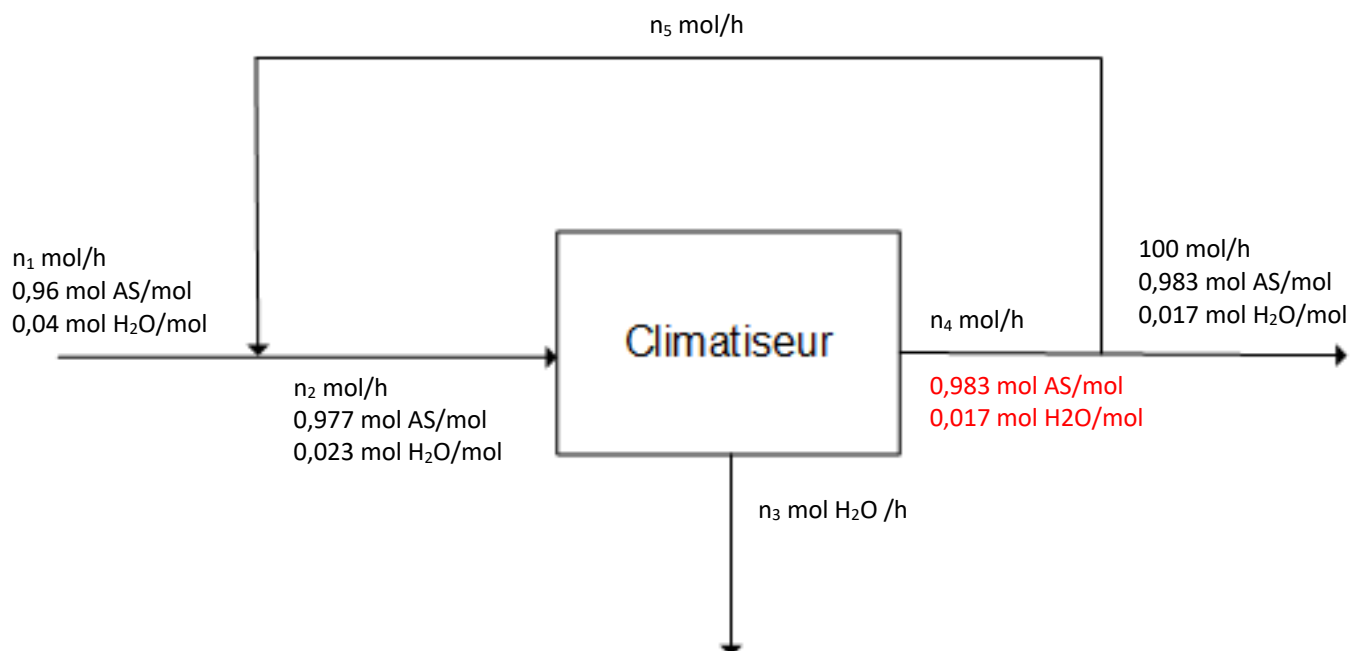 n₅ mol/h
n₁ mol/h
0,96 mol AS/mol
0,04 mol H₂O/mol
n₂ mol/h
0,977 mol AS/mol
0,023 mol H₂O/mol
Climatiseur
n₃ mol H₂O /h
n₄ mol/h
0,983 mol AS/mol
0,017 mol H2O/mol
100 mol/h
0,983 mol AS/mol
0,017 mol H₂O/mol